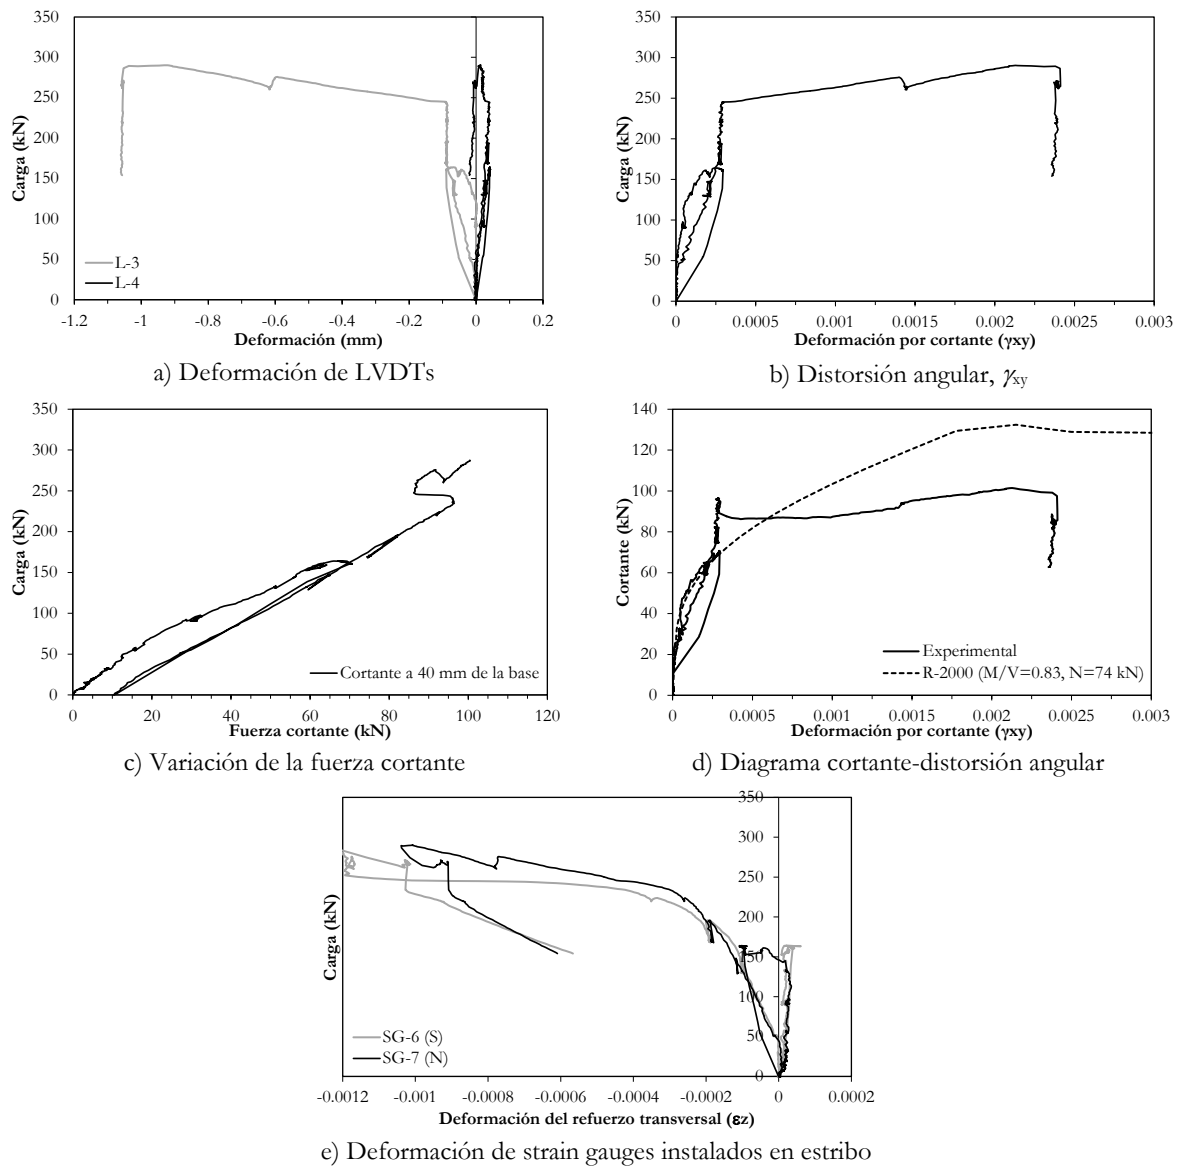 350
300
250
200
150
100
50
0
Carga (kN)
L-3
L-4
-1.2 -1 -0.8 -0.6 -0.4 -0.2 0 0.2
Deformación (mm)
a) Deformación de LVDTs
350
300
250
200
150
100
50
0
Carga (kN)
0 0.0005 0.001 0.0015 0.002 0.0025 0.003
Deformación por cortante (γxy)
b) Distorsión angular, γxy
350
300
250
200
150
100
50
0
Carga (kN)
Cortante a 40 mm de la base
0 20 40 60 80 100 120
Fuerza cortante (kN)
c) Variación de la fuerza cortante
140
120
100
80
60
40
20
0
Cortante (kN)
Experimental
R-2000 (M/V=0.83, N=74 kN)
0 0.0005 0.001 0.0015 0.002 0.0025 0.003
Deformación por cortante (γxy)
d) Diagrama cortante-distorsión angular
350
300
250
200
150
100
50
0
Carga (kN)
SG-6 (S)
SG-7 (N)
-0.0012 -0.001 -0.0008 -0.0006 -0.0004 -0.0002 0 0.0002
Deformación del refuerzo transversal (εz)
e) Deformación de strain gauges instalados en estribo